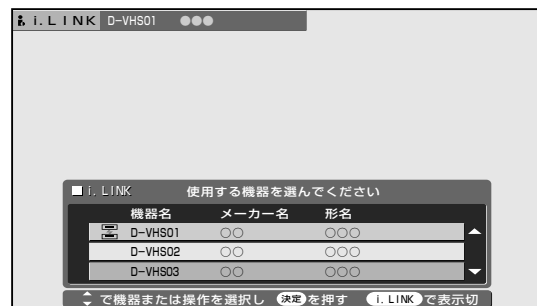 i.LINK D-VHS01 ●●●
i.LINK 使用する機器を選んでください
機器名 メーカー名 形名
D-VHS01 ○○ ○○○
D-VHS02 ○○ ○○○
D-VHS03 ○○ ○○○
で機器または操作を選択し 決定 を押す i.LINK で表示切